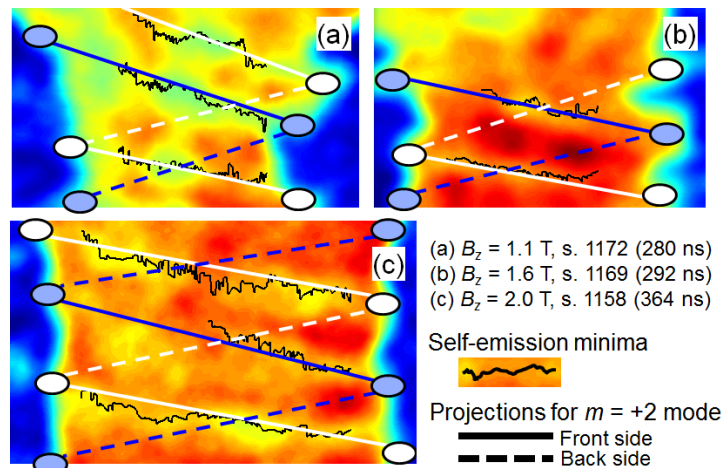 (a)
(b)
(c)
(a) B_z = 1.1 T, s. 1172 (280 ns)
(b) B_z = 1.6 T, s. 1169 (292 ns)
(c) B_z = 2.0 T, s. 1158 (364 ns)
Self-emission minima
Projections for m = +2 mode
Front side
Back side